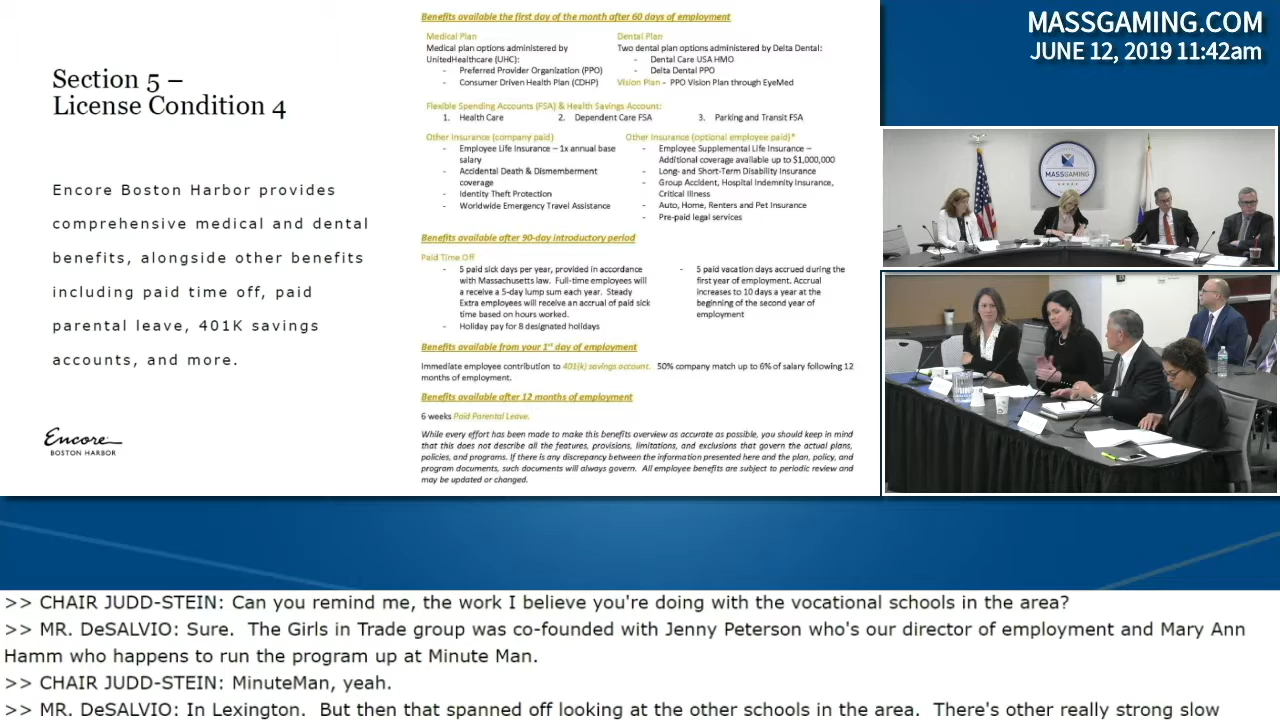 Section 5 –
License Condition 4
Encore Boston Harbor provides
comprehensive medical and dental
benefits, alongside other benefits
including paid time off, paid
parental leave, 401K savings
accounts, and more.
Encore
BOSTON HARBOR
Benefits available the first day of the month after 60 days of employment
Medical Plan
Medical plan options administered by
UnitedHealthcare (UHC):
- Preferred Provider Organization (PPO)
- Consumer Driven Health Plan (CDHP)
Dental Plan
Two dental plan options administered by Delta Dental:
- Dental Care USA HMO
- Delta Dental PPO
Vision Plan - PPO Vision Plan through EyeMed
Flexible Spending Accounts (FSA) & Health Savings Account:
1. Health Care 2. Dependent Care FSA 3. Parking and Transit FSA
Other Insurance (company paid)
- Employee Life Insurance – 1x annual base
salary
- Accidental Death & Dismemberment
coverage
- Identity Theft Protection
- Worldwide Emergency Travel Assistance
Other Insurance (optional employee paid)*
- Employee Supplemental Life Insurance –
Additional coverage available up to $1,000,000
- Long- and Short-Term Disability Insurance
- Group Accident, Hospital Indemnity Insurance,
Critical Illness
- Auto, Home, Renters and Pet Insurance
- Pre-paid legal services
Benefits available after 90-day introductory period
Paid Time Off
- 5 paid sick days per year, provided in accordance
with Massachusetts law. Full-time employees will
a receive a 5-day lump sum each year. Steady
Extra employees will receive an accrual of paid sick
time based on hours worked.
- Holiday pay for 8 designated holidays
- 5 paid vacation days accrued during the
first year of employment. Accrual
increases to 10 days a year at the
beginning of the second year of
employment
Benefits available from your 1st day of employment
Immediate employee contribution to 401(k) savings account. 50% company match up to 6% of salary following 12
months of employment.
Benefits available after 12 months of employment
6 weeks Paid Parental Leave.
While every effort has been made to make this benefits overview as accurate as possible, you should keep in mind
that this does not describe all the features, provisions, limitations, and exclusions that govern the actual plans,
policies, and programs. If there is any discrepancy between the information presented here and the plan, policy, and
program documents, such documents will always govern. All employee benefits are subject to periodic review and
may be updated or changed.
MASSGAMING.COM
JUNE 12, 2019 11:42am
MASSGAMING
>> CHAIR JUDD-STEIN: Can you remind me, the work I believe you're doing with the vocational schools in the area?
>> MR. DeSALVIO: Sure. The Girls in Trade group was co-founded with Jenny Peterson who's our director of employment and Mary Ann
Hamm who happens to run the program up at Minute Man.
>> CHAIR JUDD-STEIN: MinuteMan, yeah.
>> MR. DeSALVIO: In Lexington. But then that spanned off looking at the other schools in the area. There's other really strong slow